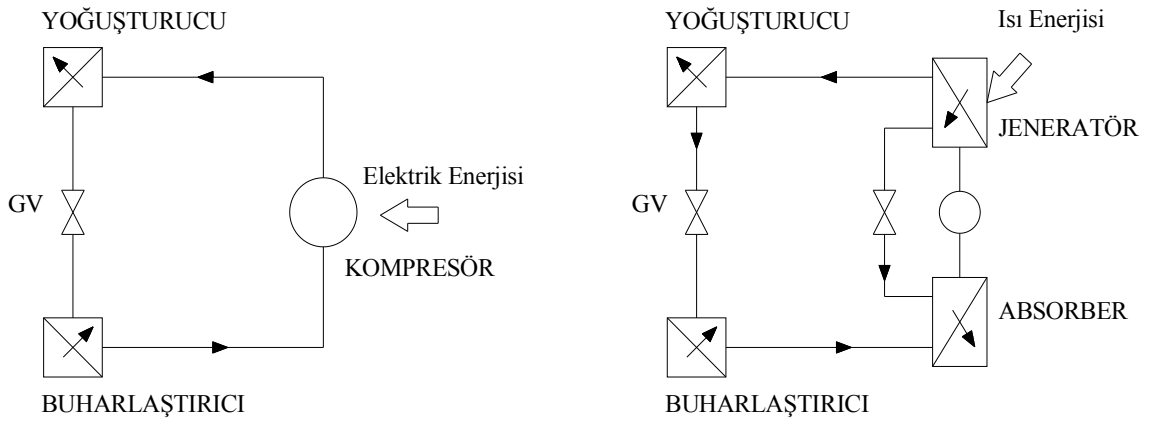 YOĞUŞTURUCU
GV
Elektrik Enerjisi
KOMPRESÖR
BUHARLAŞTIRICI
YOĞUŞTURUCU
Isı Enerjisi
JENERATÖR
GV
ABSORBER
BUHARLAŞTIRICI